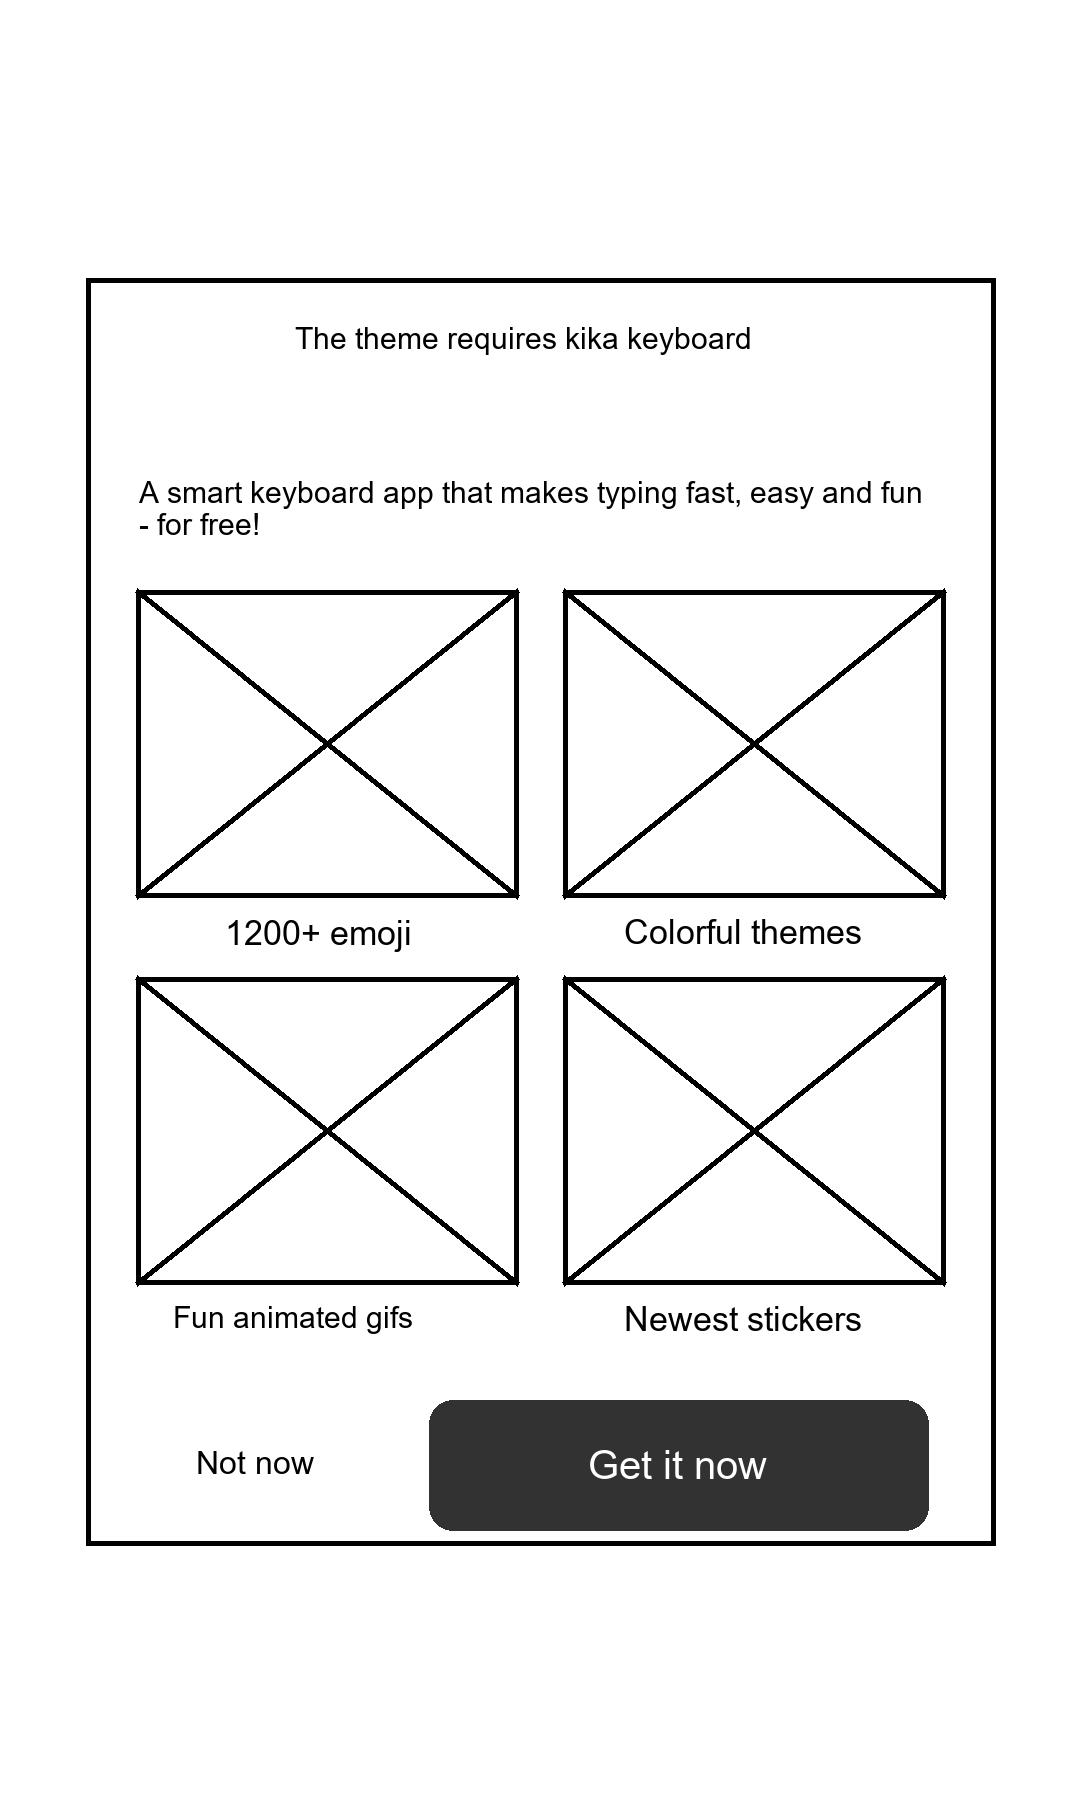 The theme requires kika keyboard
A smart keyboard app that makes typing fast, easy and fun
- for free!
1200+ emoji
Colorful themes
Fun animated gifs
Newest stickers
Not now
Get it now